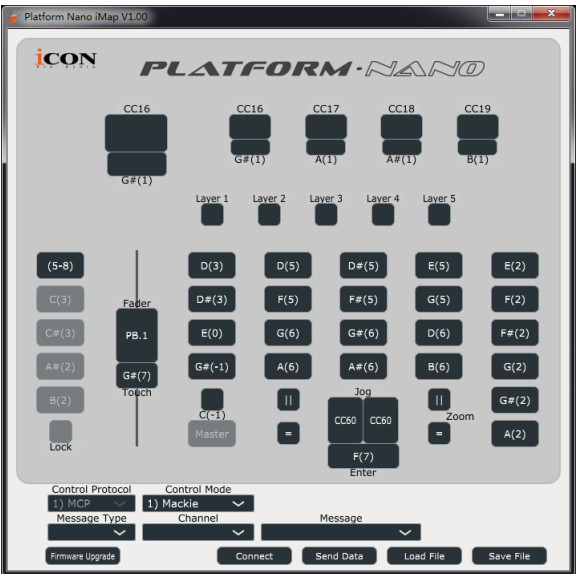 Platform Nano iMap V1.00
iCON
PRO AUDIO
PLATFORM·NANO
CC16
CC16
CC17
CC18
CC19
G#(1)
A(1)
A#(1)
B(1)
G#(1)
Layer 1
Layer 2
Layer 3
Layer 4
Layer 5
(5-8)
D(3)
D(5)
D#(5)
E(5)
E(2)
C(3)
Fader
D#(3)
F(5)
F#(5)
G(5)
F(2)
C#(3)
PB.1
E(0)
G(6)
G#(6)
D(6)
F#(2)
A#(2)
G#(7)
G#(-1)
A(6)
A#(6)
B(6)
G(2)
Touch
Jog
B(2)
||
||
G#(2)
C(-1)
CC60
CC60
Zoom
Lock
Master
=
=
A(2)
F(7)
Enter
Control Protocol
Control Mode
1) MCP
1) Mackie
Message Type
Channel
Message
Firmware Upgrade
Connect
Send Data
Load File
Save File